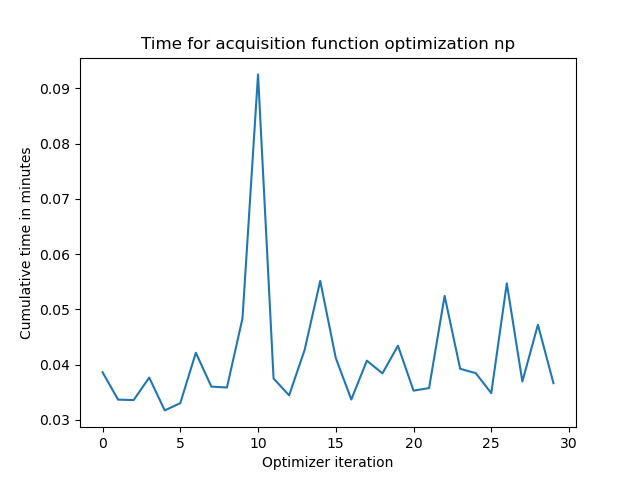 Time for acquisition function optimization np
0.09
0.08
0.07
0.06
0.05
0.04
0.03
Cumulative time in minutes
0 5 10 15 20 25 30
Optimizer iteration